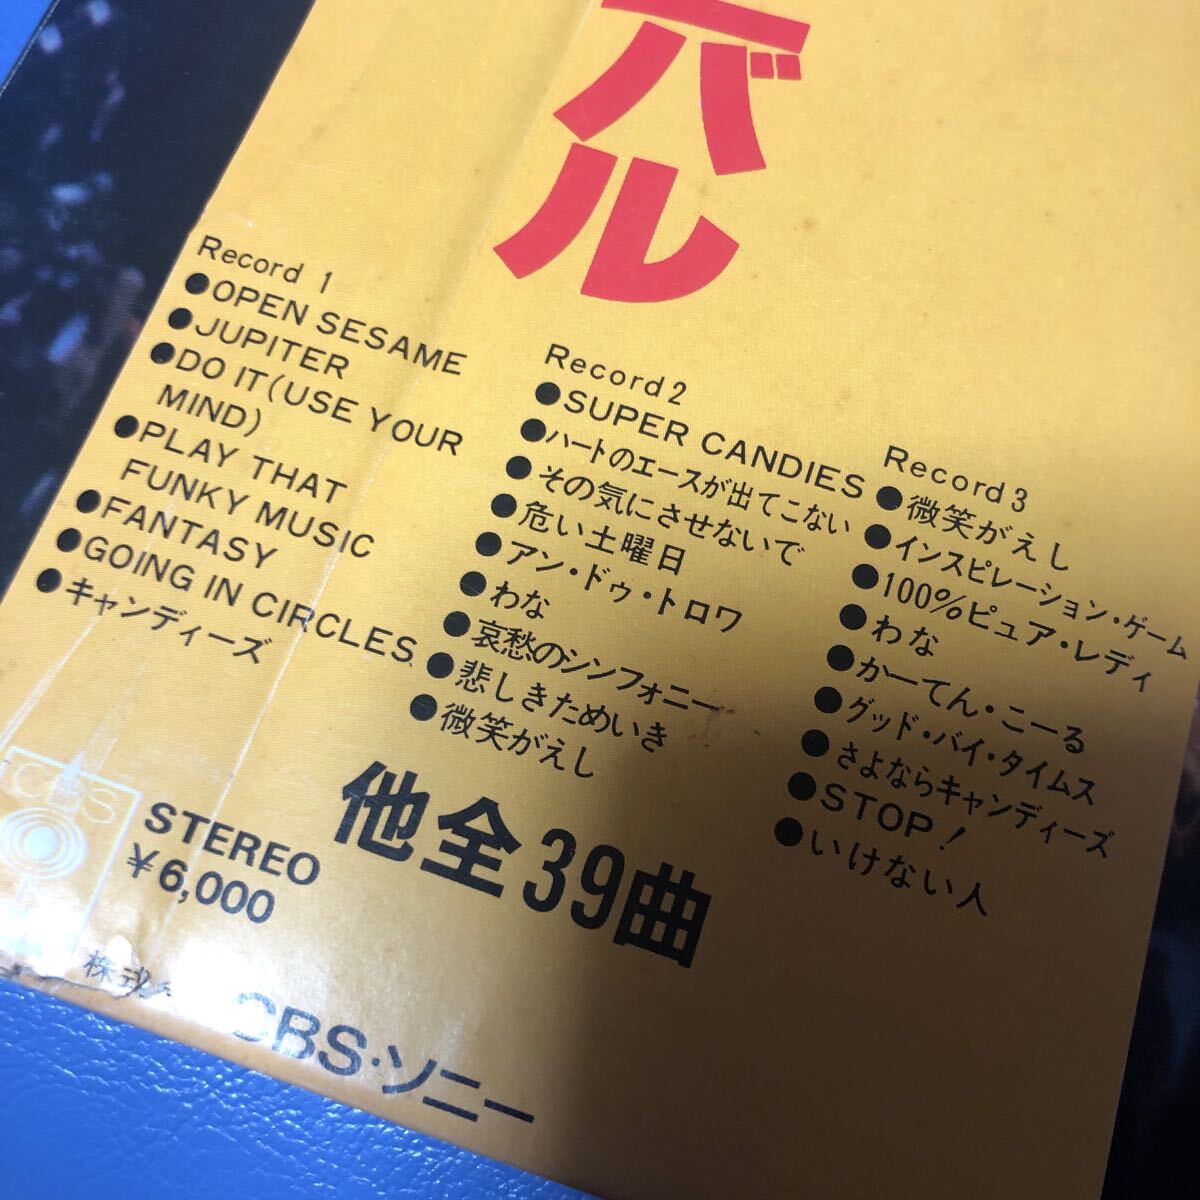 バル
Record 1
●OPEN SESAME
●JUPITER
●DO IT(USE YOUR
MIND)
●PLAY THAT
FUNKY MUSIC
●FANTASY
●GOING IN CIRCLES
●キャンディーズ
Record2
●SUPER CANDIES
●ハートのエースが出てこない
●その気にさせないで
●危い土曜日
●アン・ドゥ・トロワ
●わな
●哀愁のシンフォニー
●悲しきためいき
●微笑がえし
Record3
●微笑がえし
●インスピレーション・ゲーム
●100%ピュア・レディ
●わな
●かーてん・こーる
●グッド・バイ・タイムス
●さよならキャンディーズ
●STOP!
●いけない人
他全39曲
CBS
STEREO
¥6,000
株式
CBS・ソニー